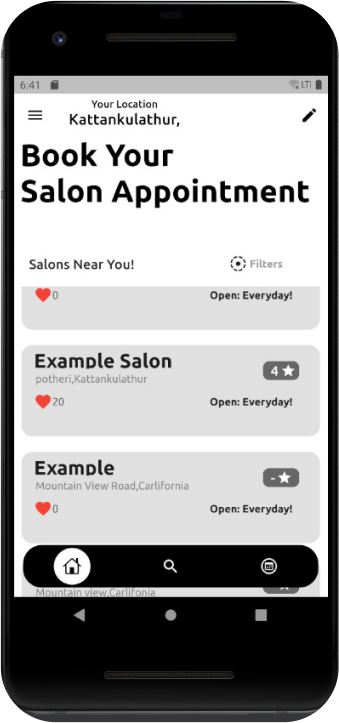 6:41 LTE
Your Location
Kattankulathur,
Book Your
Salon Appointment
Salons Near You!
Filters
0
Open: Everyday!
Example Salon
4
potheri,Kattankulathur
20
Open: Everyday!
Example
-
Mountain View Road,Carlifornia
0
Open: Everyday!
Mountain view,Carlifonia